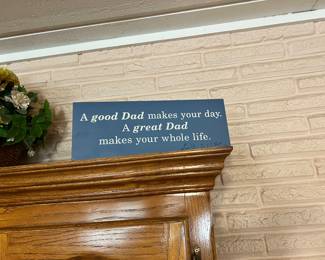 A good Dad makes your day.
A great Dad
makes your whole life.